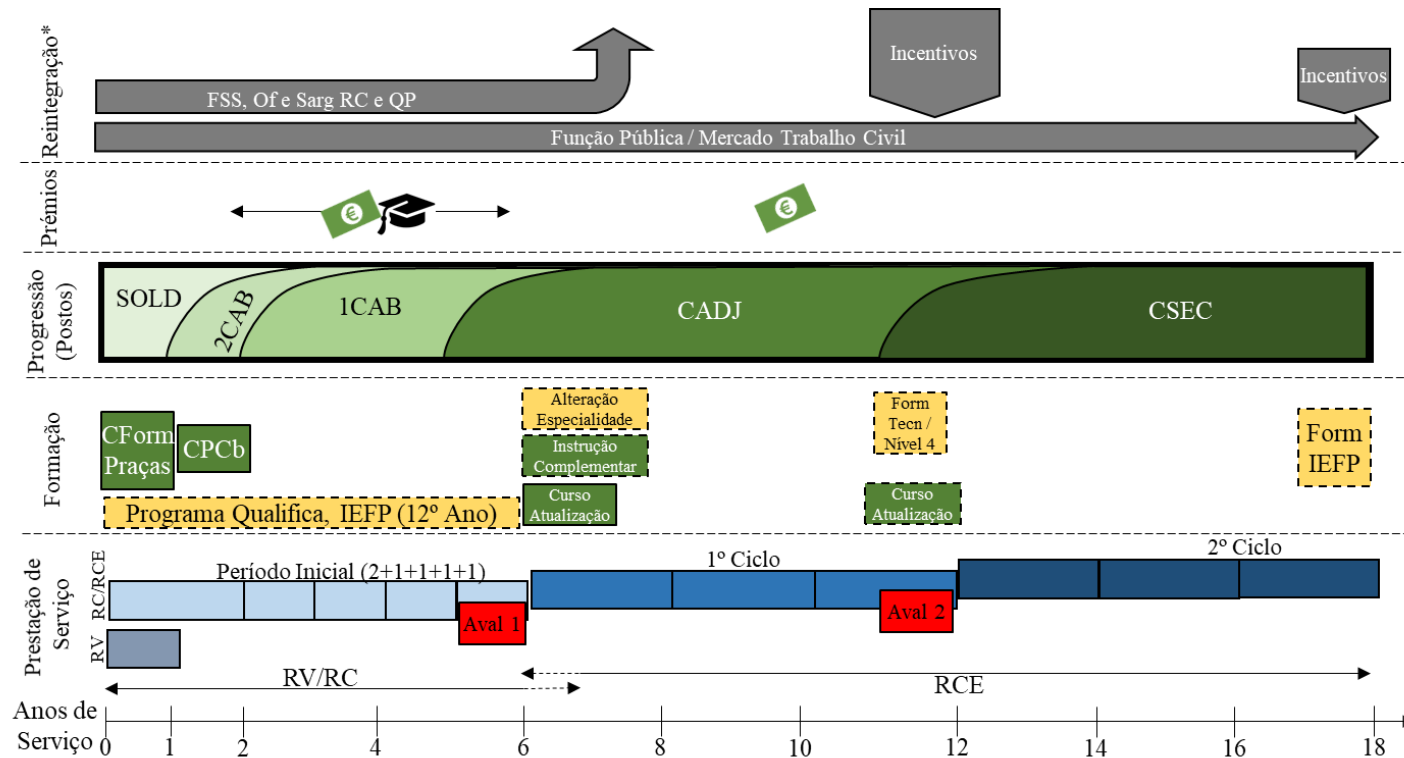 Reintegração*
FSS, Of e Sarg RC e QP
Incentivos
Incentivos
Função Pública / Mercado Trabalho Civil
Prémios
€
€
Progressão
(Postos)
SOLD
2CAB
1CAB
CADJ
CSEC
Formação
CForm
Praças
CPCb
Programa Qualifica, IEFP (12º Ano)
Alteração
Especialidade
Instrução
Complementar
Curso
Atualização
Form
Tecn /
Nível 4
Curso
Atualização
Form
IEFP
Prestação de
Serviço
RC/RCE
RV
Período Inicial (2+1+1+1+1)
Aval 1
1º Ciclo
Aval 2
2º Ciclo
RV/RC
RCE
Anos de
Serviço
0 1 2 4 6 8 10 12 14 16 18